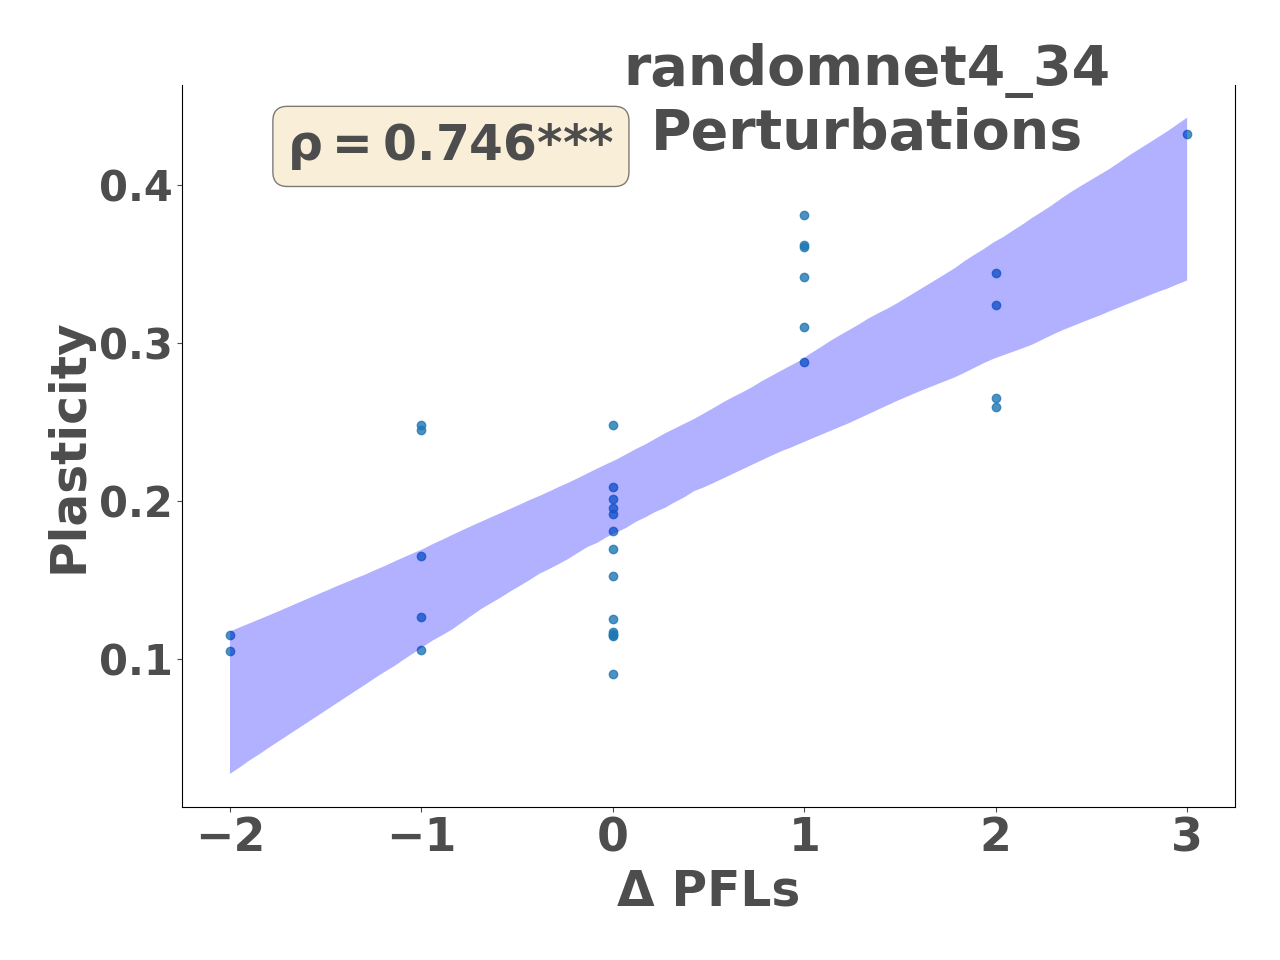 randomnet4_34
Perturbations
ρ = 0.746***
Plasticity
0.4
0.3
0.2
0.1
−2 −1 0 1 2 3
Δ PFLs